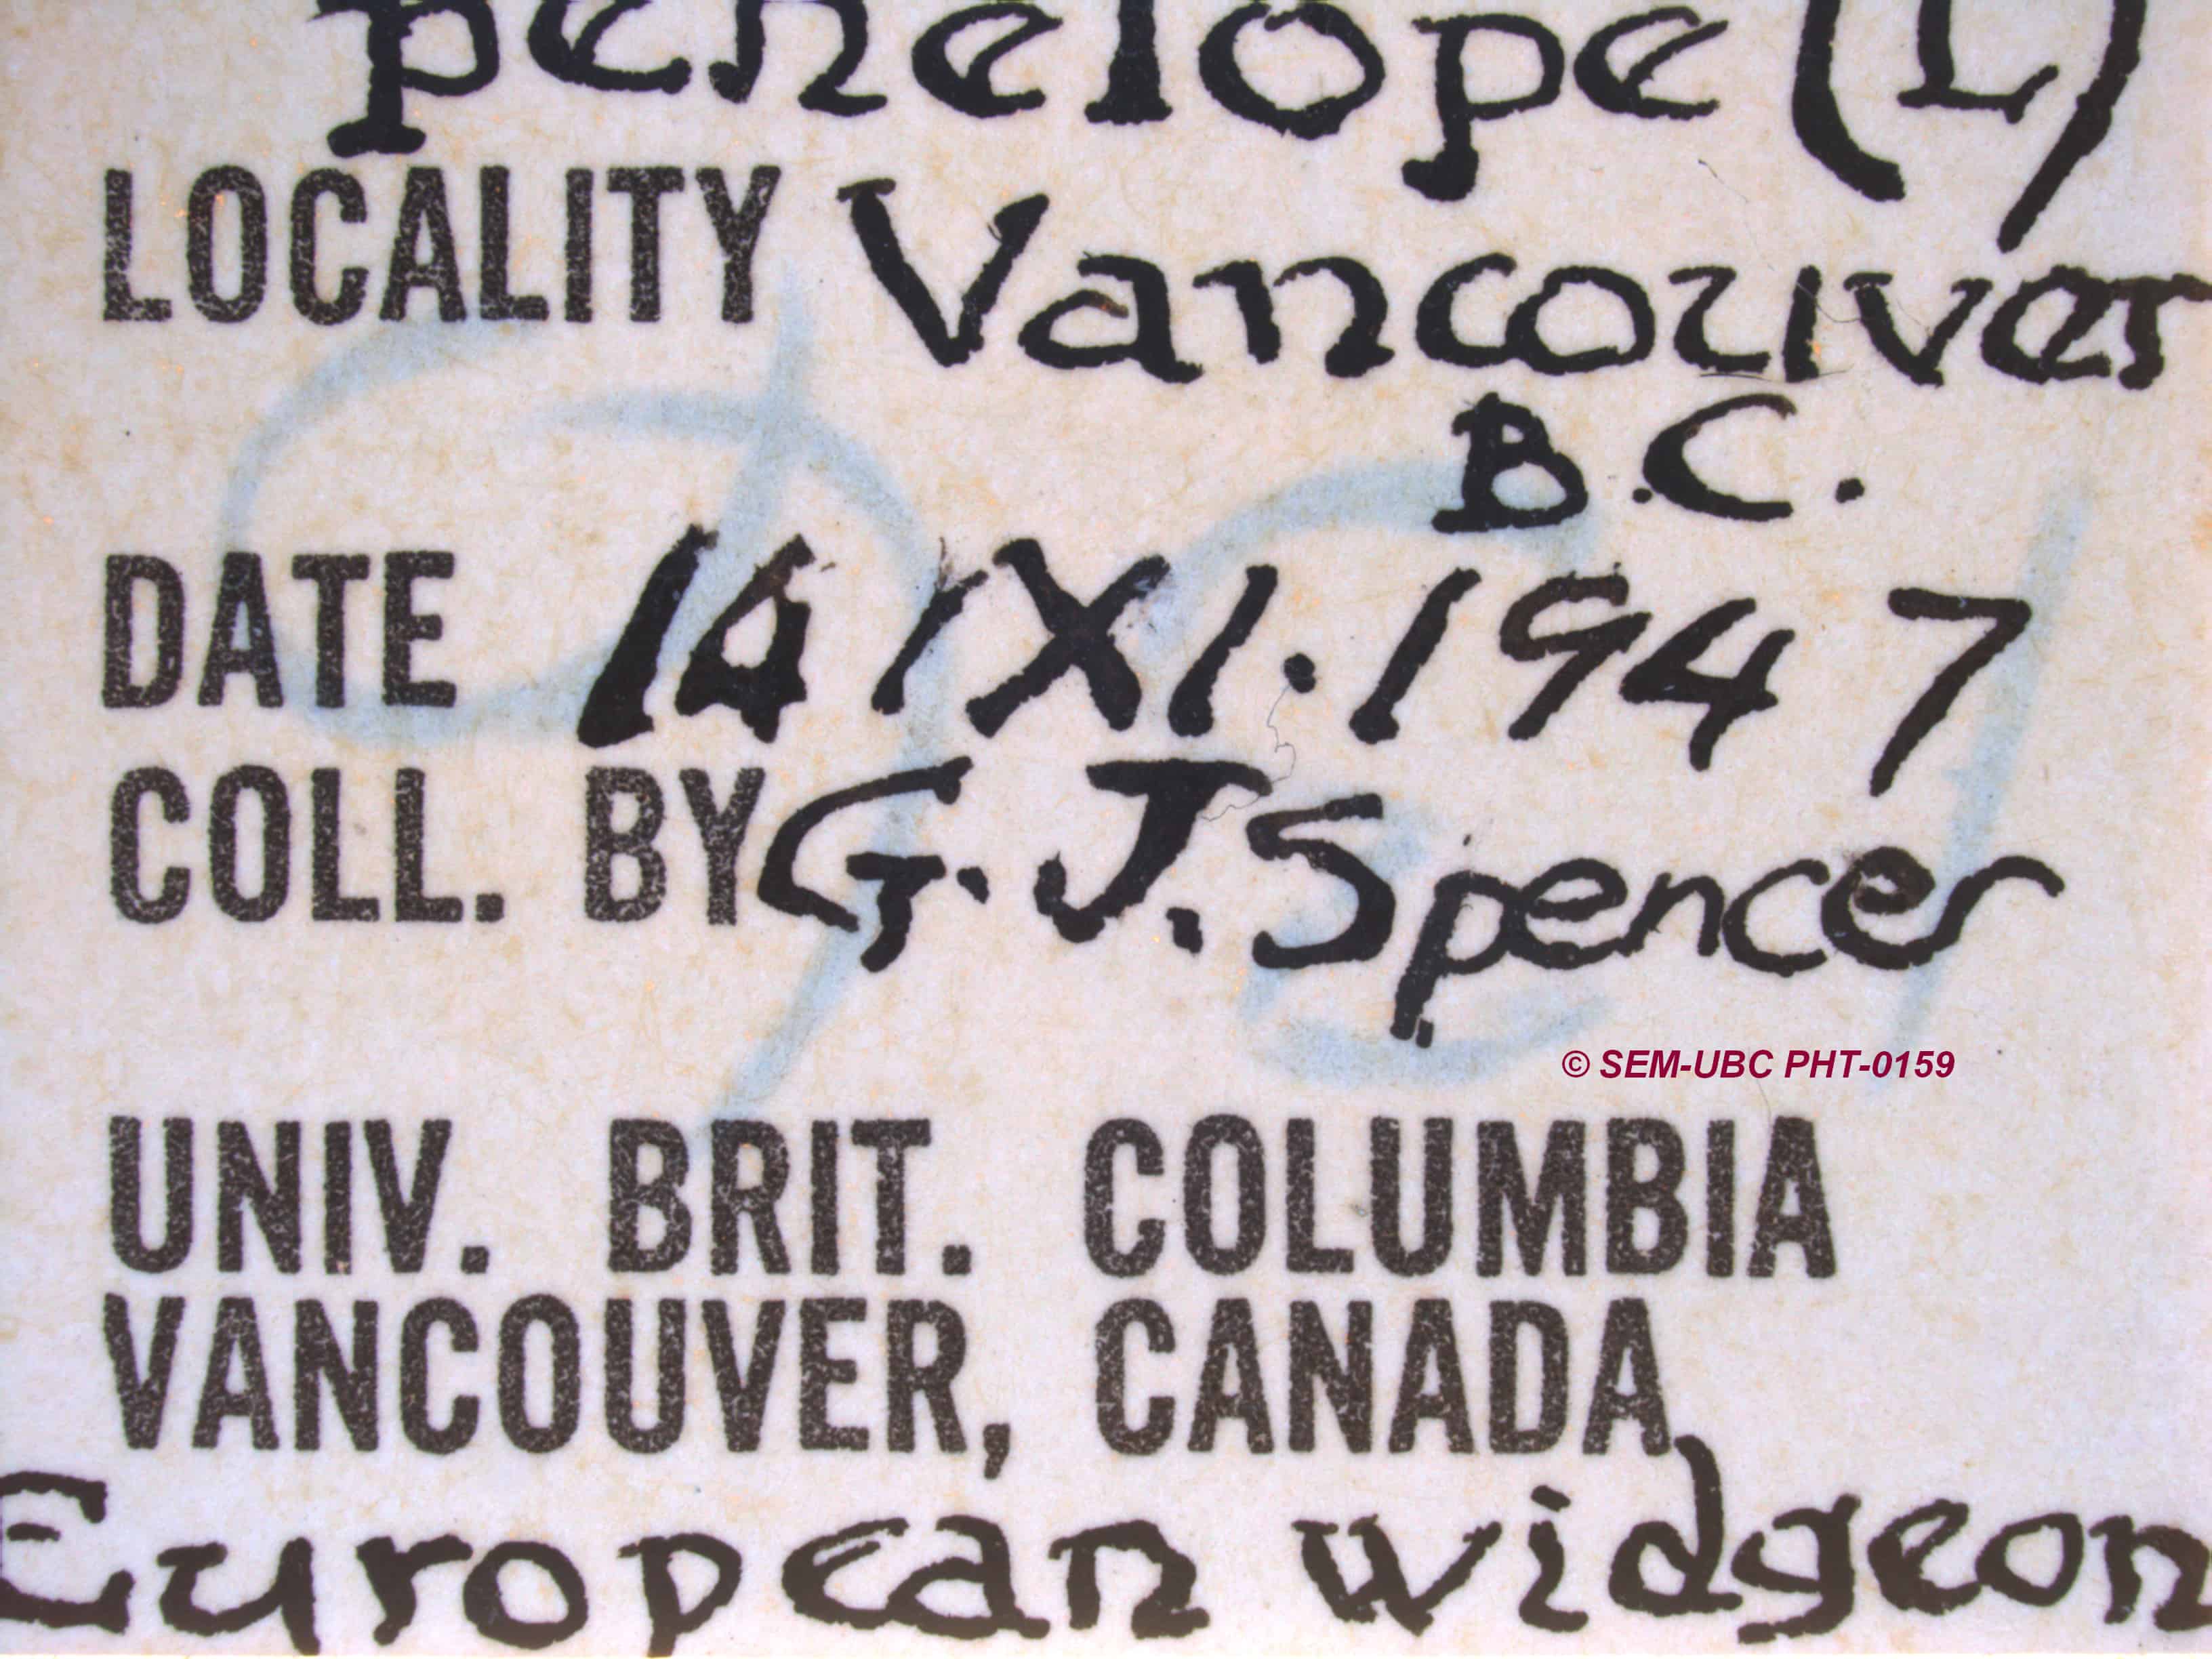 penelope (L)
LOCALITY Vancouver
B.C.
DATE 14 XI. 1947
COLL. BY G. J. Spencer
© SEM-UBC PHT-0159
UNIV. BRIT. COLUMBIA
VANCOUVER, CANADA
European widgeon